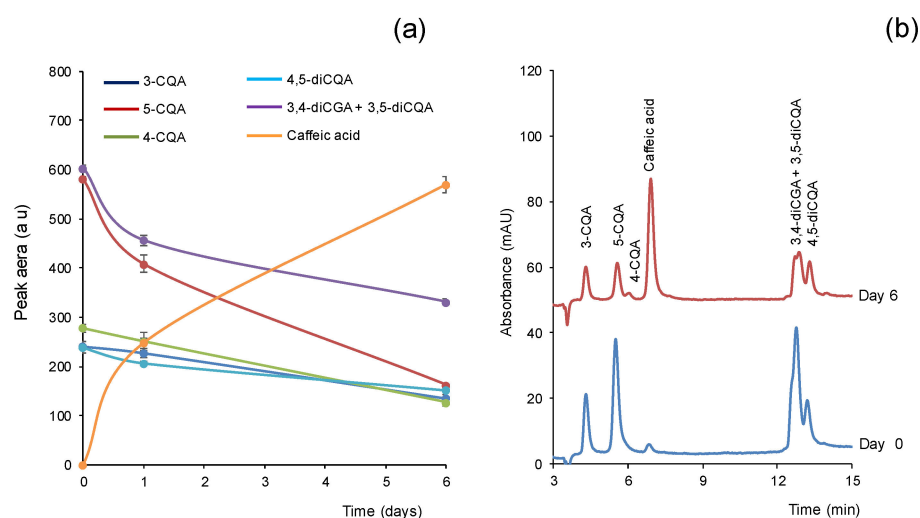 (a)
800
700
600
500
400
300
200
100
0
Peak aera (a u)
3-CQA
5-CQA
4-CQA
4,5-diCQA
3,4-diCGA + 3,5-diCQA
Caffeic acid
0 1 2 3 4 5 6
Time (days)
(b)
120
100
80
60
40
20
0
Absorbance (mAU)
3-CQA
5-CQA
4-CQA
Caffeic acid
3,4-diCGA + 3,5-diCQA
4,5-diCQA
Day 6
Day 0
3 6 9 12 15
Time (min)